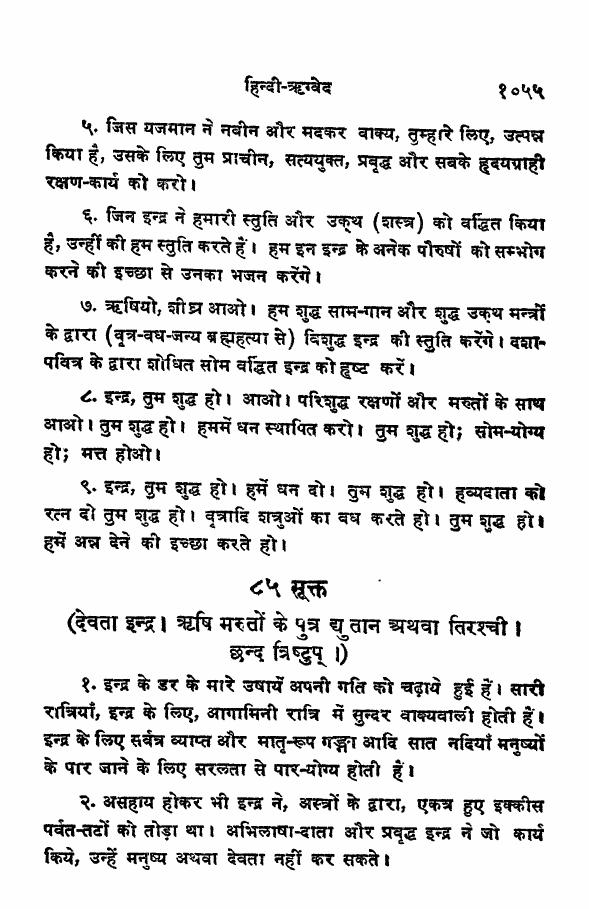 हिन्दी-ऋग्वेद १०५५
५. जिस यजमान ने नवीन और मदकर वाक्य, तुम्हारे लिए, उत्पन्न
किया है, उसके लिए तुम प्राचीन, सत्ययुक्त, प्रवृद्ध और सबके हृदयग्राही
रक्षण-कार्य को करो।
६. जिन इन्द्र ने हमारी स्तुति और उक्थ (शस्त्र) को वर्द्धित किया
है, उन्हीं की हम स्तुति करते हैं। हम इन इन्द्र के अनेक पौरुषों को सम्भोग
करने की इच्छा से उनका भजन करेंगे।
७. ऋषियो, शीघ्र आओ। हम शुद्ध साम-गान और शुद्ध उक्थ मन्त्रों
के द्वारा (वृत्र-वध-जन्य ब्रह्महत्या से) विशुद्ध इन्द्र की स्तुति करेंगे। दशा-
पवित्र के द्वारा शोधित सोम वर्द्धित इन्द्र को हृष्ट करें।
८. इन्द्र, तुम शुद्ध हो। आओ। परिशुद्ध रक्षणों और मरुतों के साथ
आओ। तुम शुद्ध हो। हममें धन स्थापित करो। तुम शुद्ध हो; सोम-योग्य
हो; मत्त होओ।
९. इन्द्र, तुम शुद्ध हो। हमें धन दो। तुम शुद्ध हो। हव्यदाता को
रत्न दो तुम शुद्ध हो। वृत्रादि शत्रुओं का वध करते हो। तुम शुद्ध हो।
हमें अन्न देने की इच्छा करते हो।
८५ सूक्त
(देवता इन्द्र। ऋषि मरुतों के पुत्र द्युतान अथवा तिरश्ची।
छन्द त्रिष्टुप् ।)
१. इन्द्र के डर के मारे उषायें अपनी गति को चढ़ाये हुई हैं। सारी
रात्रियाँ, इन्द्र के लिए, आगामिनी रात्रि में सुन्दर वाक्यवाली होती हैं।
इन्द्र के लिए सर्वत्र व्याप्त और मातृ-रूप गङ्गा आदि सात नदियाँ मनुष्यों
के पार जाने के लिए सरलता से पार-योग्य होती हैं।
२. असहाय होकर भी इन्द्र ने, अस्त्रों के द्वारा, एकत्र हुए इक्कीस
पर्वत-तटों को तोड़ा था। अभिलाषा-दाता और प्रवृद्ध इन्द्र ने जो कार्य
किये, उन्हें मनुष्य अथवा देवता नहीं कर सकते।